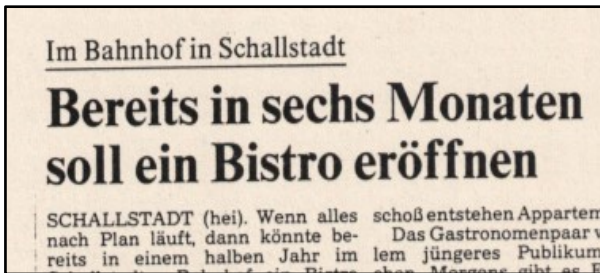 Im Bahnhof in Schallstadt
Bereits in sechs Monaten
soll ein Bistro eröffnen
SCHALLSTADT (hei). Wenn alles
nach Plan läuft, dann könnte be-
reits in einem halben Jahr im
schoß entstehen Appartem
Das Gastronomenpaar
lem jüngeres Publikum